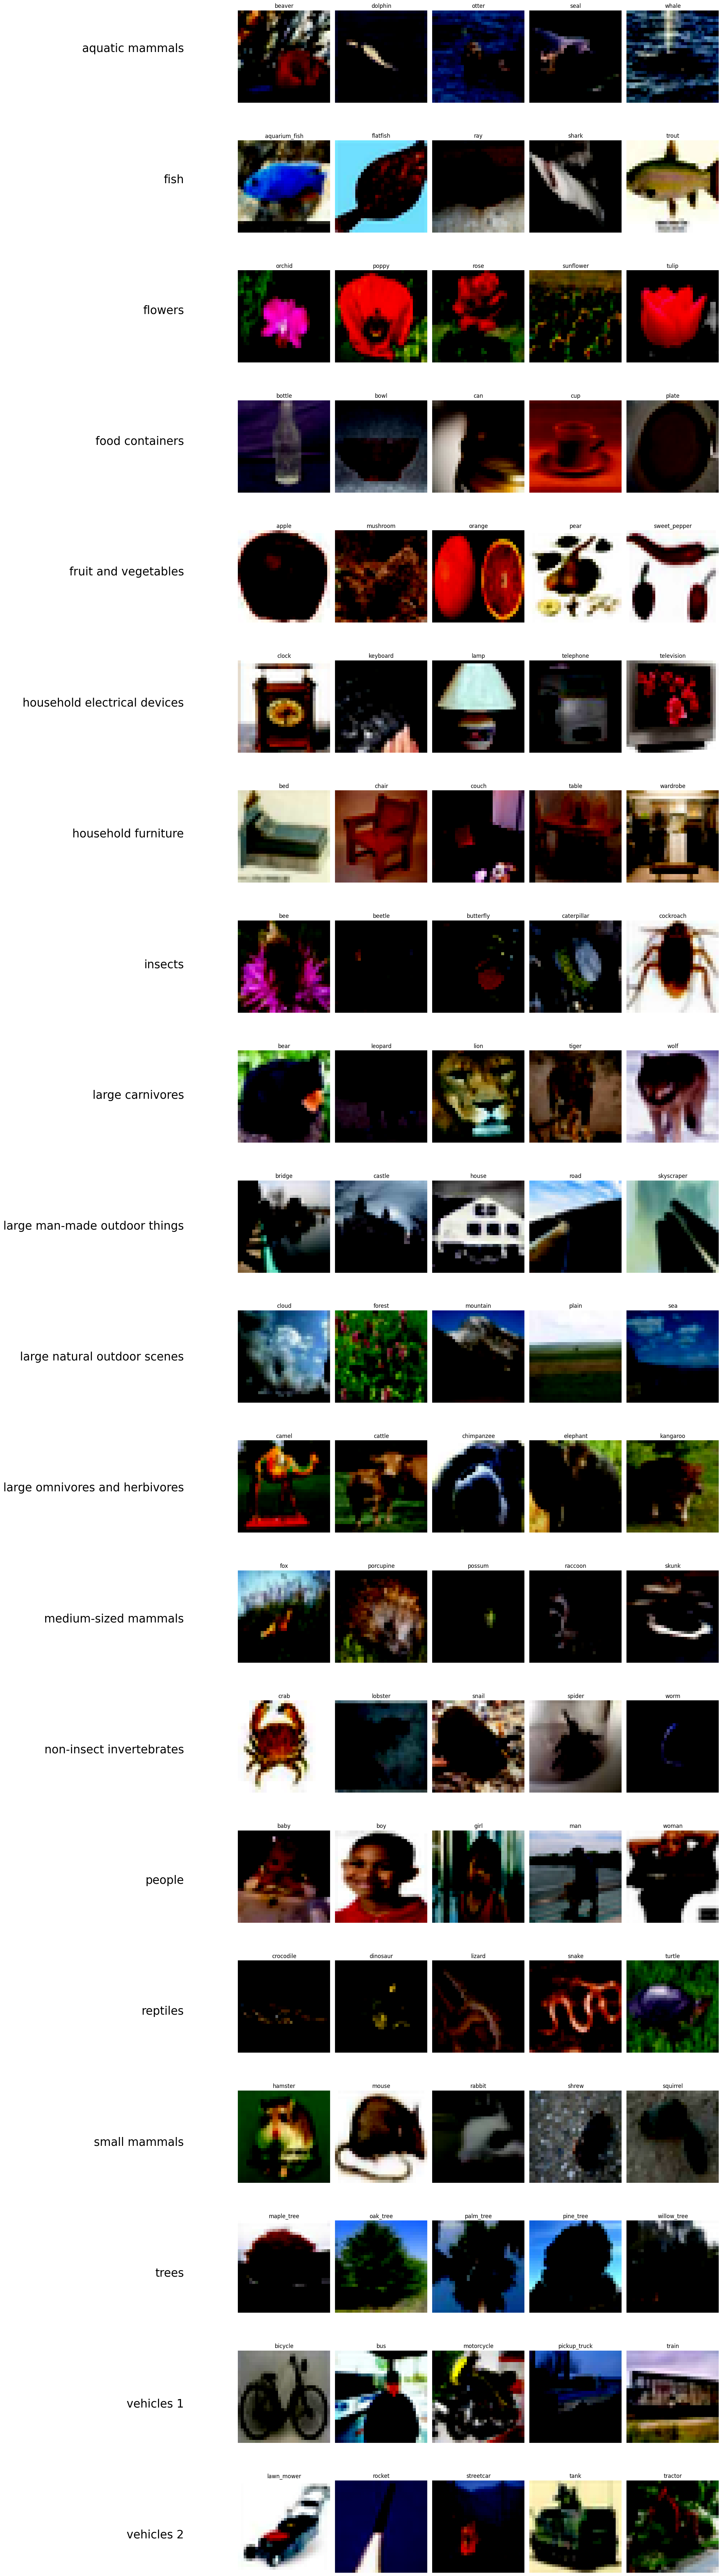 beaver dolphin otter seal whale
aquatic mammals
aquarium_fish flatfish ray shark trout
fish
orchid poppy rose sunflower tulip
flowers
bottle bowl can cup plate
food containers
apple mushroom orange pear sweet_pepper
fruit and vegetables
clock keyboard lamp telephone television
household electrical devices
bed chair couch table wardrobe
household furniture
bee beetle butterfly caterpillar cockroach
insects
bear leopard lion tiger wolf
large carnivores
bridge castle house road skyscraper
large man-made outdoor things
cloud forest mountain plain sea
large natural outdoor scenes
camel cattle chimpanzee elephant kangaroo
large omnivores and herbivores
fox porcupine possum raccoon skunk
medium-sized mammals
crab lobster snail spider worm
non-insect invertebrates
baby boy girl man woman
people
crocodile dinosaur lizard snake turtle
reptiles
hamster mouse rabbit shrew squirrel
small mammals
maple_tree oak_tree palm_tree pine_tree willow_tree
trees
bicycle bus motorcycle pickup_truck train
vehicles 1
lawn_mower rocket streetcar tank tractor
vehicles 2